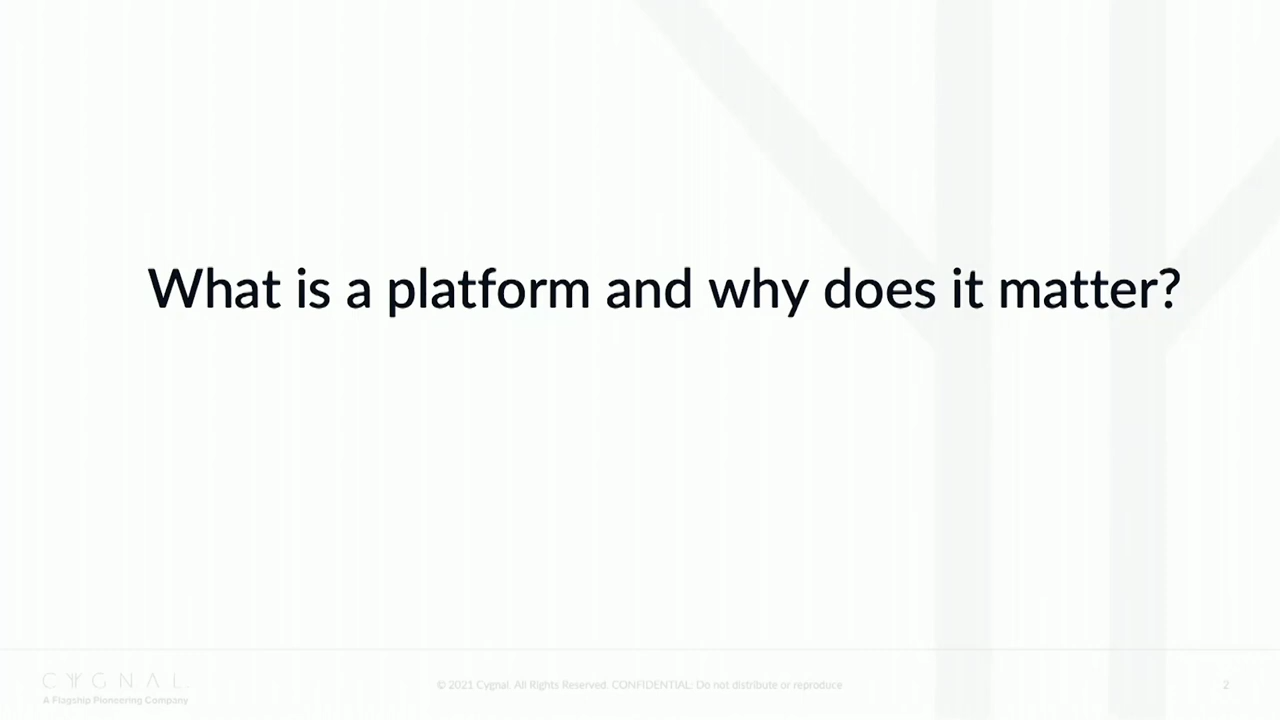 What is a platform and why does it matter?
CYGNAL.
A Flagship Pioneering Company
© 2021 Cygnal. All Rights Reserved. CONFIDENTIAL: Do not distribute or reproduce
2